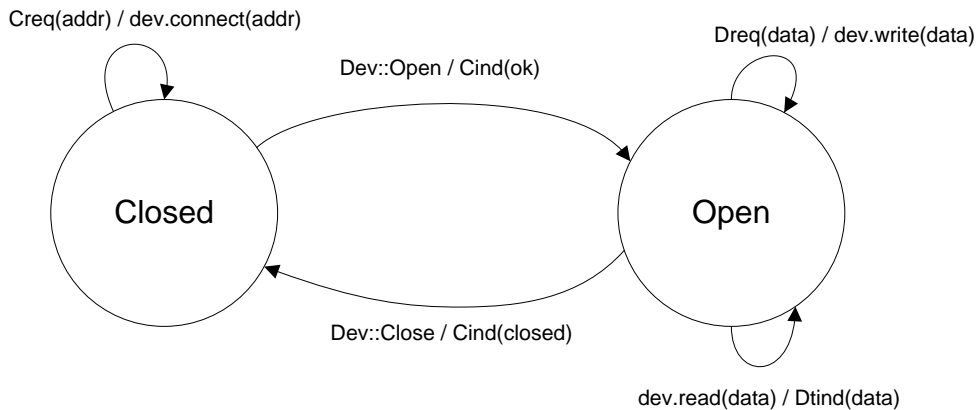 Creq(addr) / dev.connect(addr)
Dreq(data) / dev.write(data)
Dev::Open / Cind(ok)
Closed
Open
Dev::Close / Cind(closed)
dev.read(data) / Dtind(data)